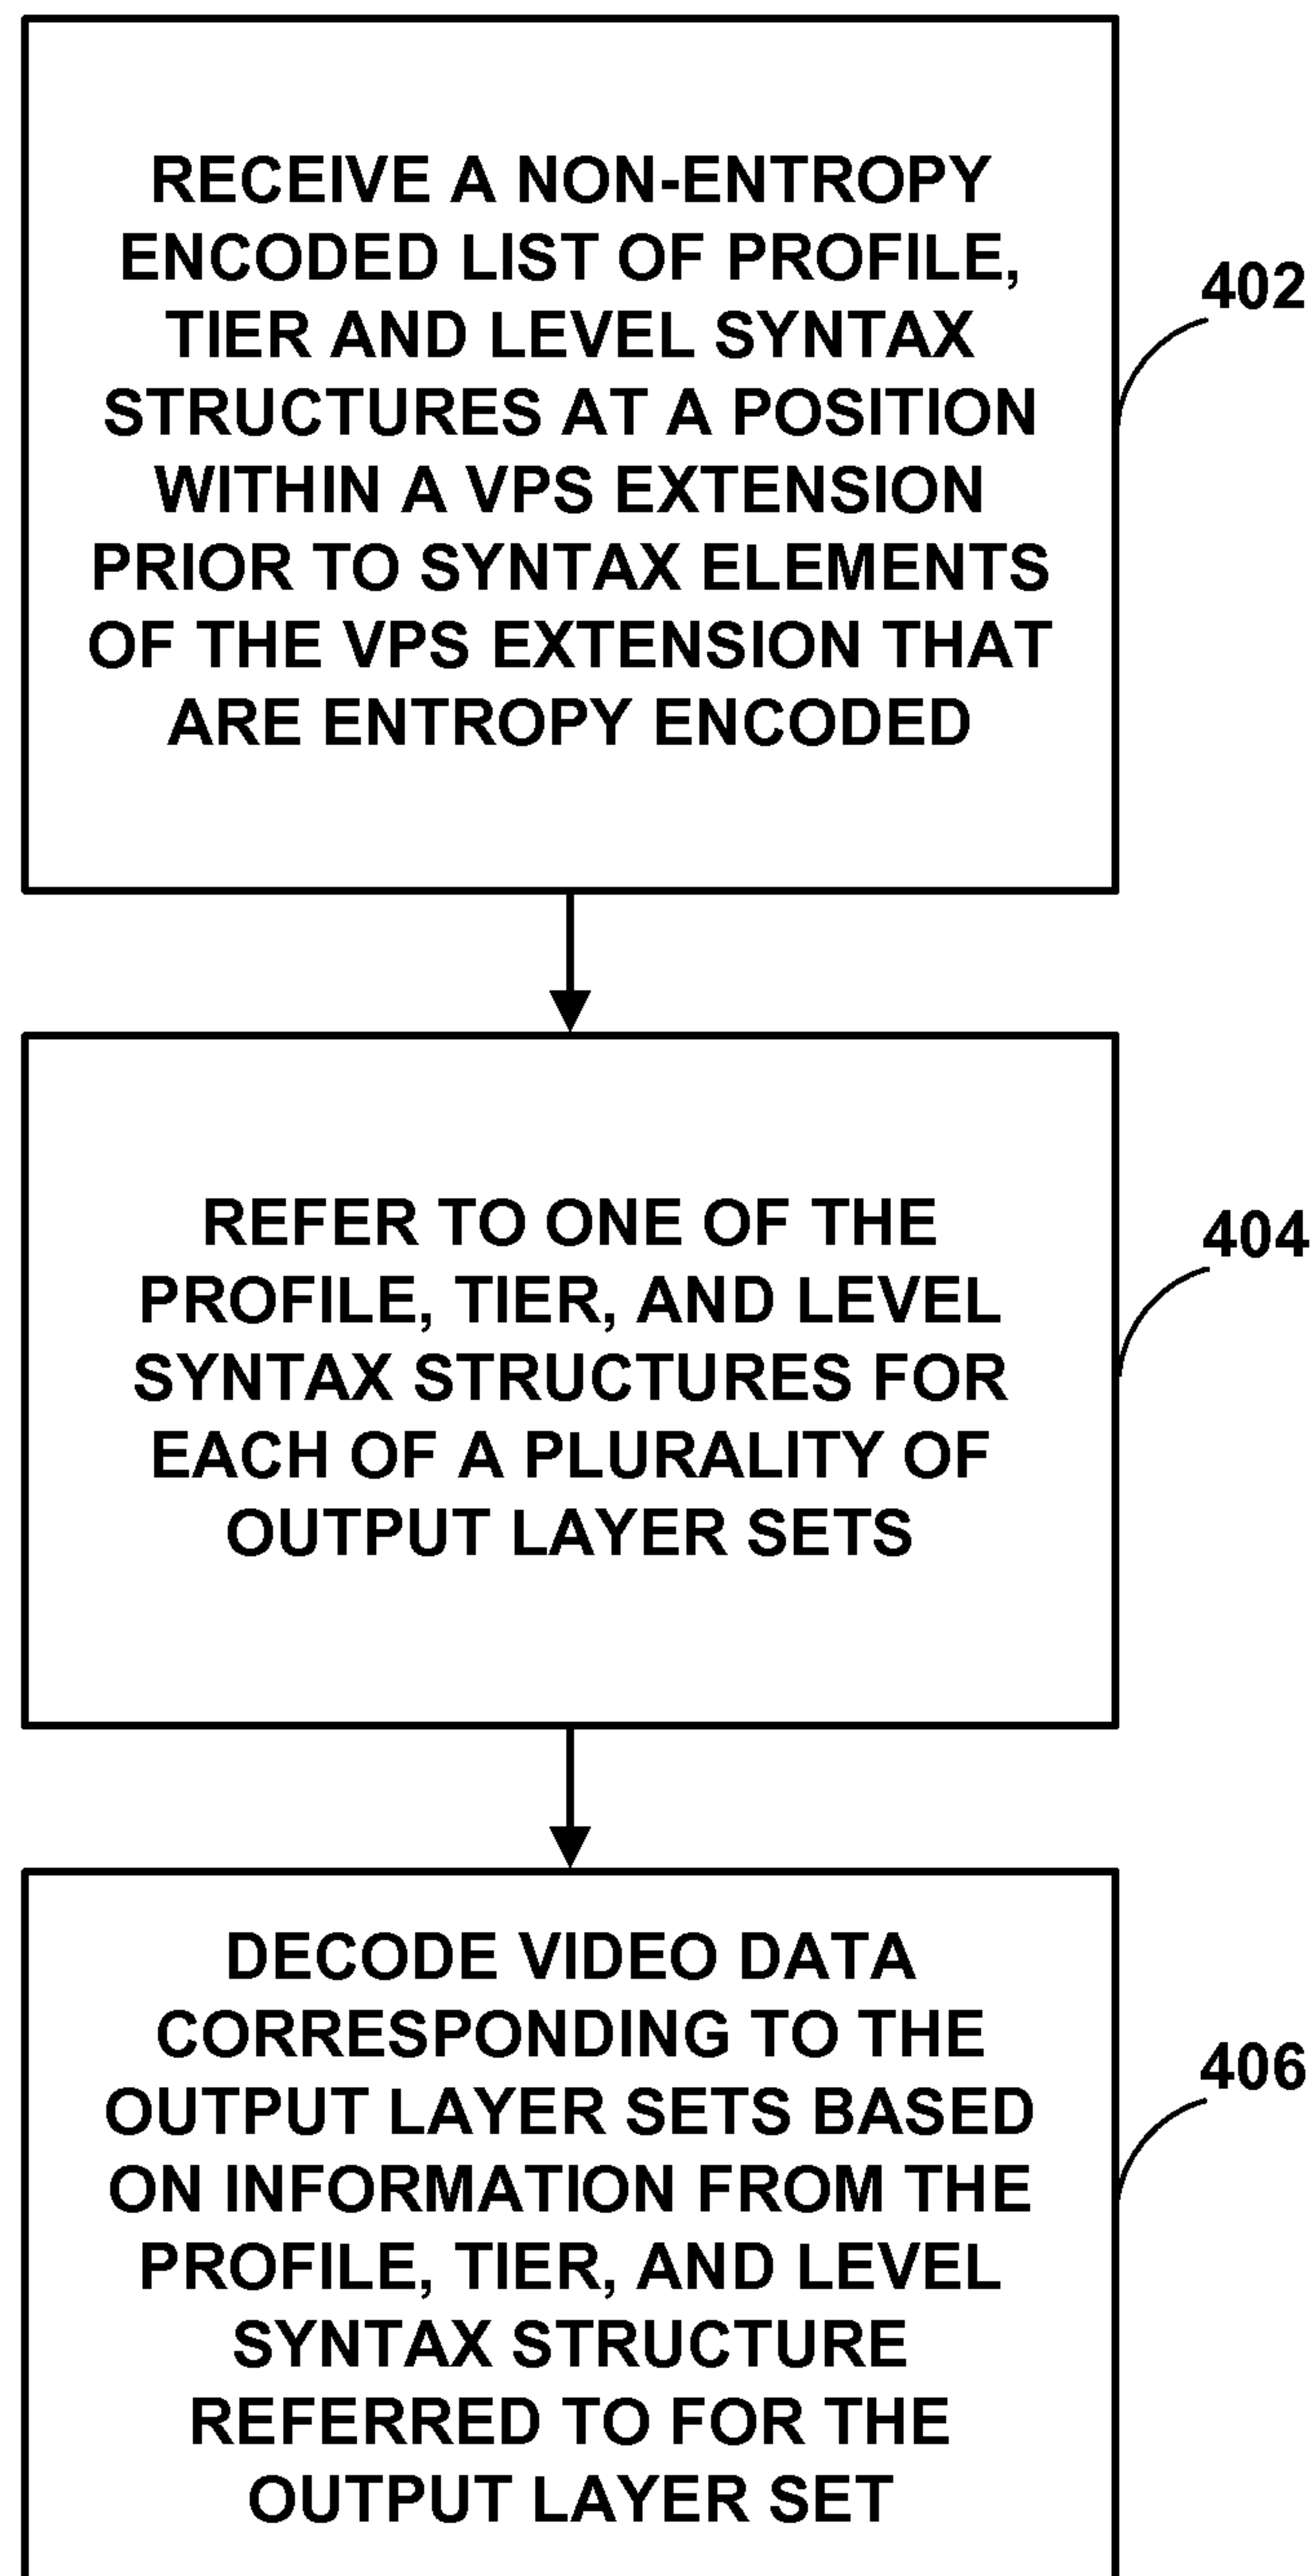 RECEIVE A NON-ENTROPY
ENCODED LIST OF PROFILE,
TIER AND LEVEL SYNTAX
STRUCTURES AT A POSITION
WITHIN A VPS EXTENSION
PRIOR TO SYNTAX ELEMENTS
OF THE VPS EXTENSION THAT
ARE ENTROPY ENCODED
402
REFER TO ONE OF THE
PROFILE, TIER, AND LEVEL
SYNTAX STRUCTURES FOR
EACH OF A PLURALITY OF
OUTPUT LAYER SETS
404
DECODE VIDEO DATA
CORRESPONDING TO THE
OUTPUT LAYER SETS BASED
ON INFORMATION FROM THE
PROFILE, TIER, AND LEVEL
SYNTAX STRUCTURE
REFERRED TO FOR THE
OUTPUT LAYER SET
406